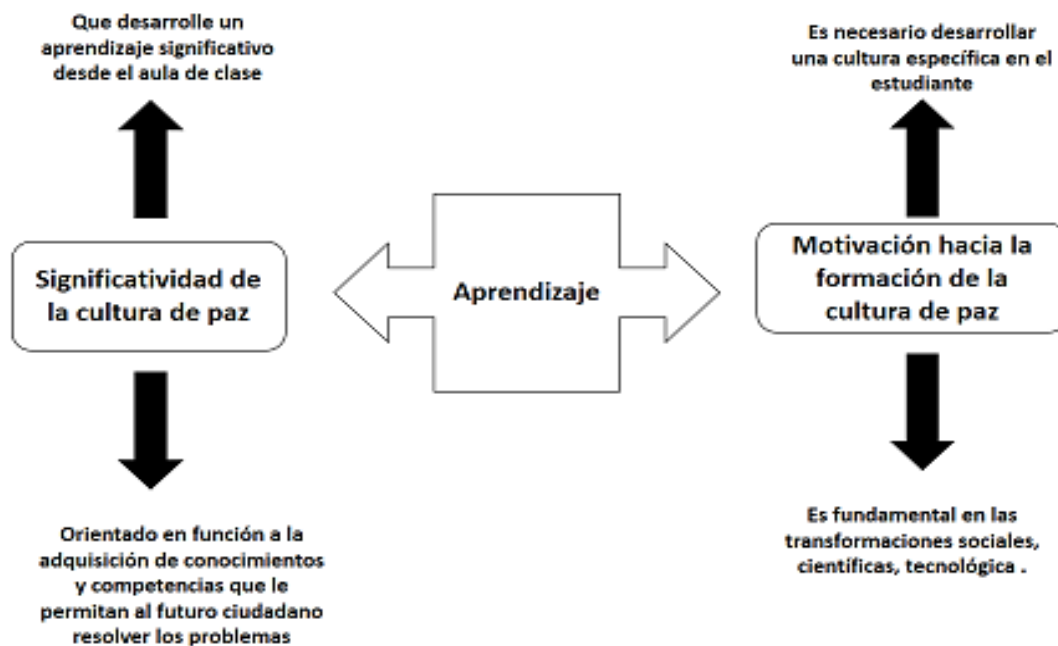 Que desarrolle un
aprendizaje significativo
desde el aula de clase
Es necesario desarrollar
una cultura específica en el
estudiante
Significatividad de
la cultura de paz
Aprendizaje
Motivación hacia la
formación de la
cultura de paz
Orientado en función a la
adquisición de conocimientos
y competencias que le
permitan al futuro ciudadano
resolver los problemas
Es fundamental en las
transformaciones sociales,
científicas, tecnológica .